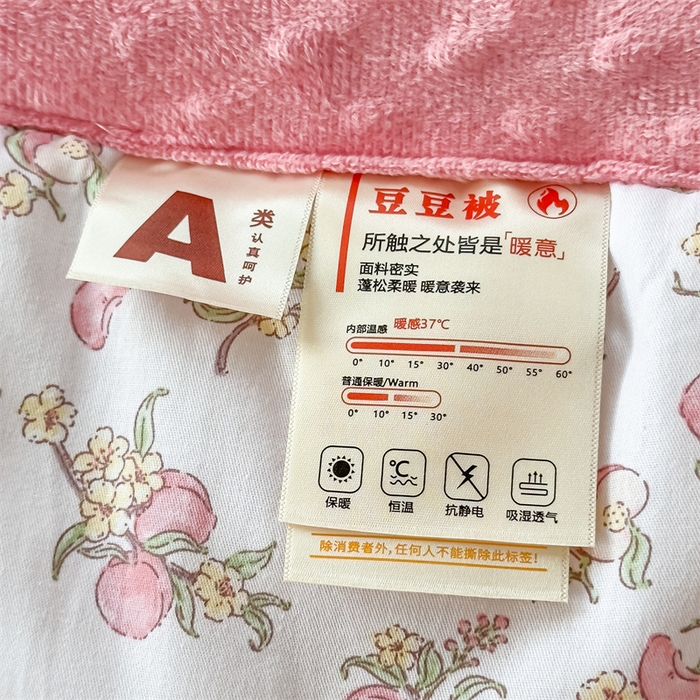 A
类
认真呵护
豆豆被
所触之处皆是「暖意」
面料密实
蓬松柔暖 暖意袭来
内部温感 暖感37℃
0° 10° 15° 30° 40° 50° 55° 60°
普通保暖/Warm
0° 10° 15° 30°
℃
保暖 恒温 抗静电 吸湿透气
除消费者外,任何人不能撕除此标签!